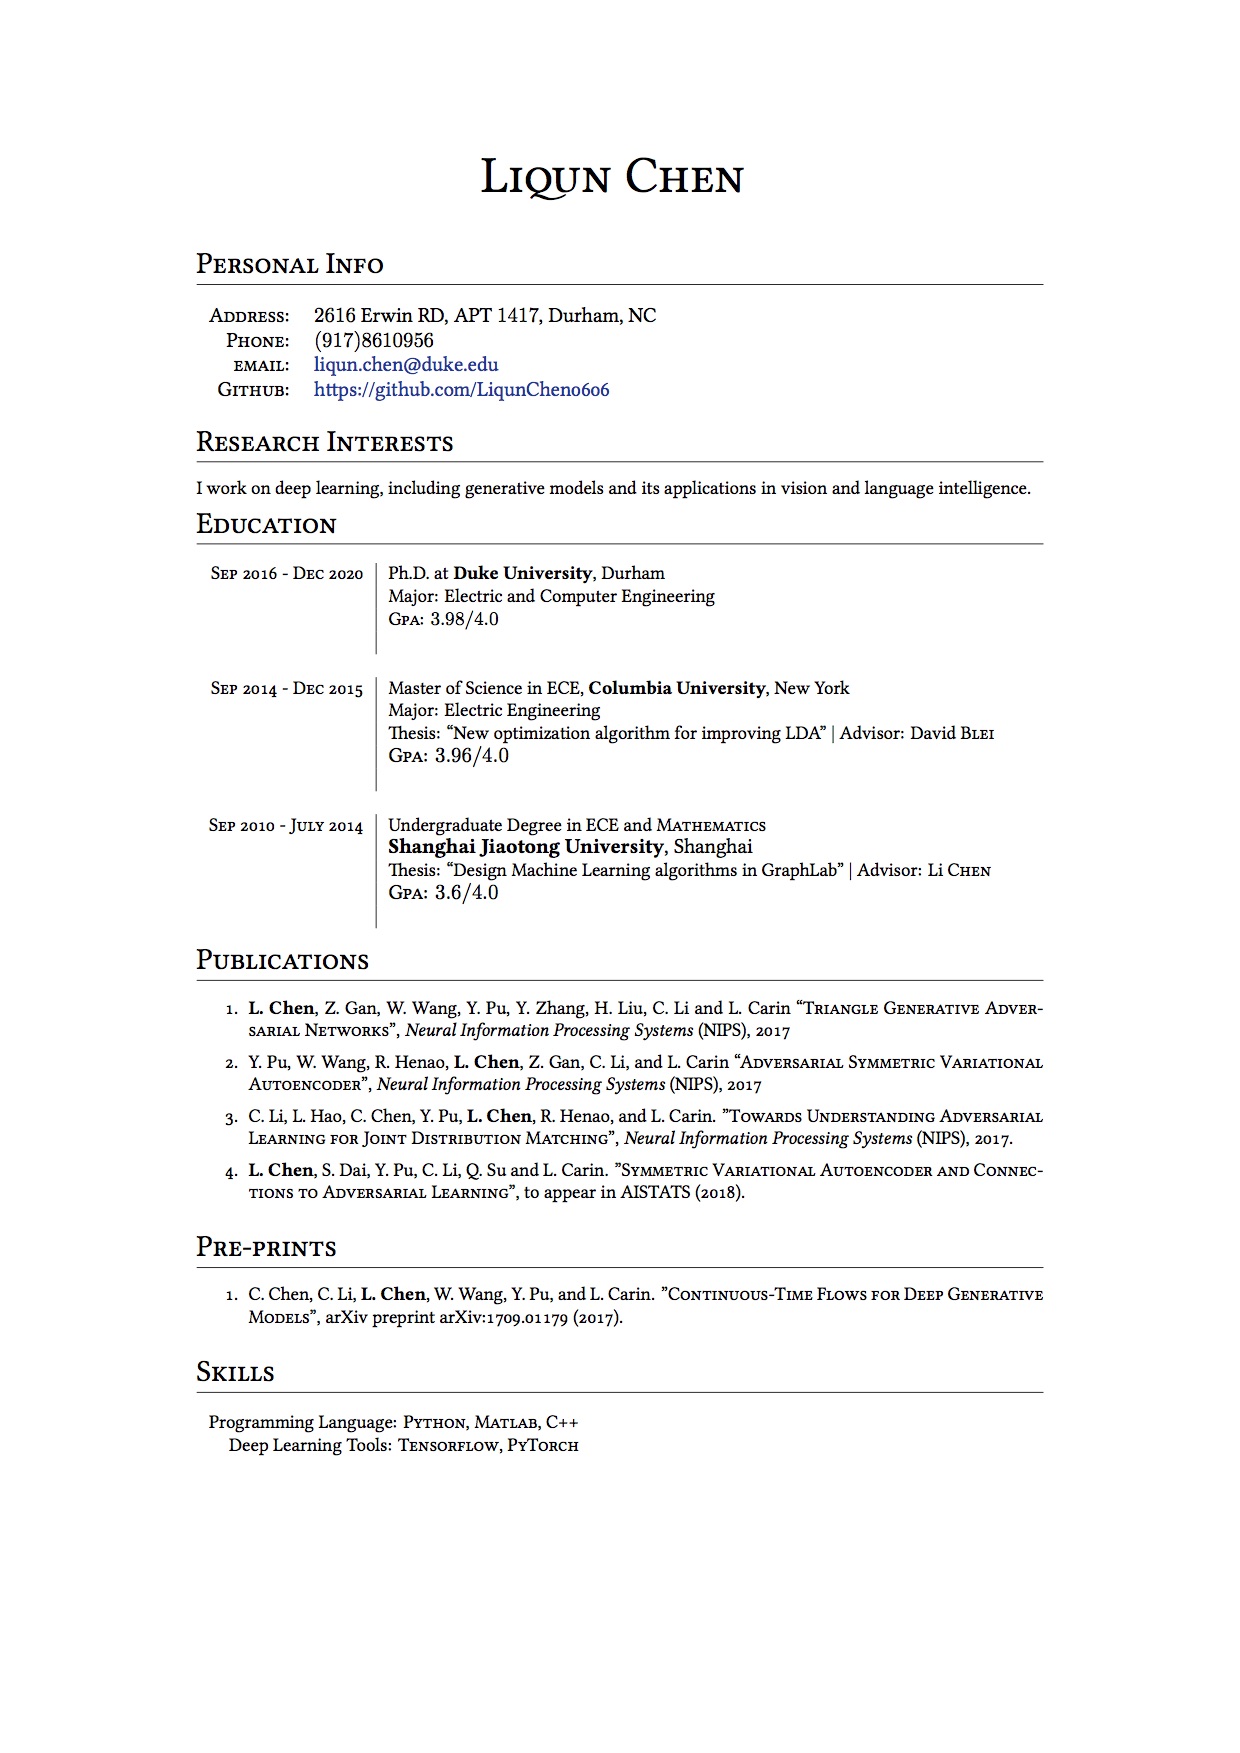 Liqun Chen
Personal Info
Address: 2616 Erwin RD, APT 1417, Durham, NC
Phone: (917)8610956
email: liqun.chen@duke.edu
Github: https://github.com/LiqunChen0606
Research Interests
I work on deep learning, including generative models and its applications in vision and language intelligence.
Education
Sep 2016 - Dec 2020 Ph.D. at Duke University, Durham
Major: Electric and Computer Engineering
Gpa: 3.98/4.0
Sep 2014 - Dec 2015 Master of Science in ECE, Columbia University, New York
Major: Electric Engineering
Thesis: “New optimization algorithm for improving LDA” | Advisor: David Blei
Gpa: 3.96/4.0
Sep 2010 - July 2014 Undergraduate Degree in ECE and Mathematics
Shanghai Jiaotong University, Shanghai
Thesis: “Design Machine Learning algorithms in GraphLab” | Advisor: Li Chen
Gpa: 3.6/4.0
Publications
1. L. Chen, Z. Gan, W. Wang, Y. Pu, Y. Zhang, H. Liu, C. Li and L. Carin “Triangle Generative Adver-
sarial Networks”, Neural Information Processing Systems (NIPS), 2017
2. Y. Pu, W. Wang, R. Henao, L. Chen, Z. Gan, C. Li, and L. Carin “Adversarial Symmetric Variational
Autoencoder”, Neural Information Processing Systems (NIPS), 2017
3. C. Li, L. Hao, C. Chen, Y. Pu, L. Chen, R. Henao, and L. Carin. ”Towards Understanding Adversarial
Learning for Joint Distribution Matching”, Neural Information Processing Systems (NIPS), 2017.
4. L. Chen, S. Dai, Y. Pu, C. Li, Q. Su and L. Carin. ”Symmetric Variational Autoencoder and Connec-
tions to Adversarial Learning”, to appear in AISTATS (2018).
Pre-prints
1. C. Chen, C. Li, L. Chen, W. Wang, Y. Pu, and L. Carin. ”Continuous-Time Flows for Deep Generative
Models”, arXiv preprint arXiv:1709.01179 (2017).
Skills
Programming Language: Python, Matlab, C++
Deep Learning Tools: Tensorflow, PyTorch